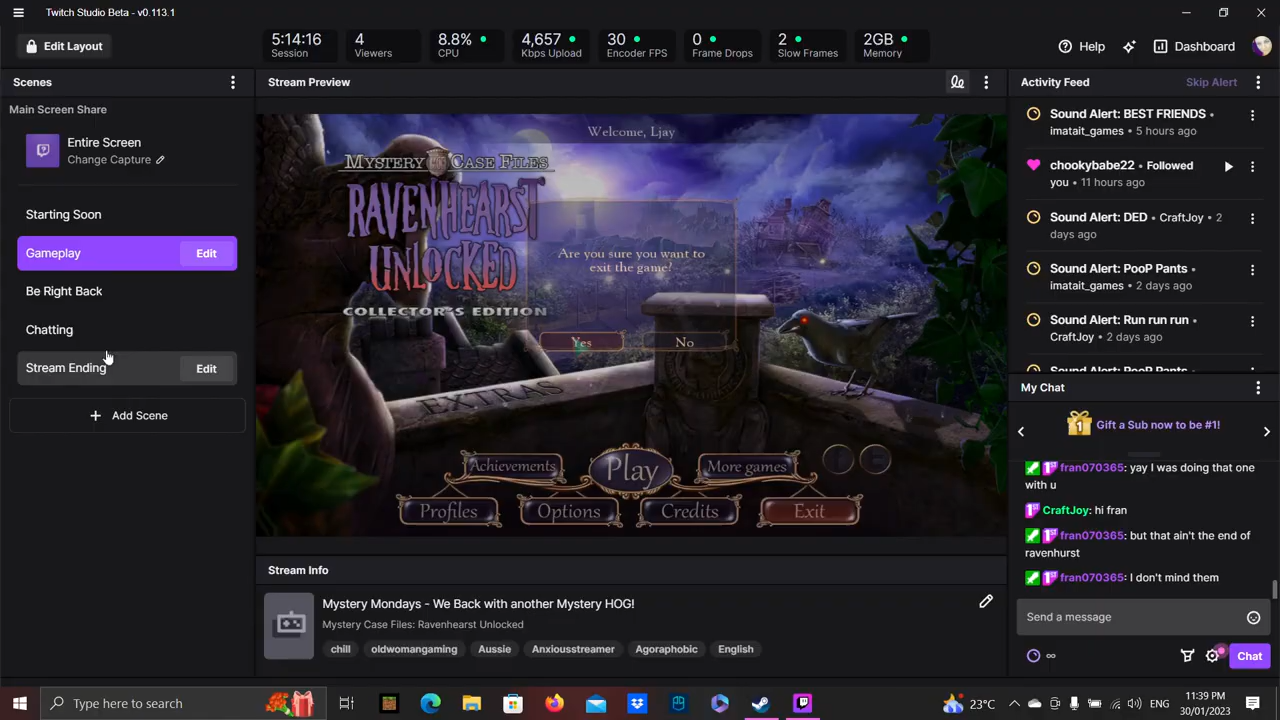 Twitch Studio Beta - v0.113.1
Edit Layout
5:14:16
Session
4
Viewers
8.8%
CPU
4,657
Kbps Upload
30
Encoder FPS
0
Frame Drops
2
Slow Frames
2GB
Memory
Help
Dashboard
Scenes
Main Screen Share
Entire Screen
Change Capture
Starting Soon
Gameplay
Edit
Be Right Back
Chatting
Stream Ending
Edit
+ Add Scene
Stream Preview
Welcome, Ljay
MYSTERY CASE FILES
RAVENHEARST
UNLOCKED
COLLECTOR'S EDITION
Are you sure you want to
exit the game?
Yes
No
EXTRAS
Achievements
Play
More games
Profiles
Options
Credits
Exit
Stream Info
Mystery Mondays - We Back with another Mystery HOG!
Mystery Case Files: Ravenhearst Unlocked
chill
oldwomangaming
Aussie
Anxiousstreamer
Agoraphobic
English
Activity Feed
Skip Alert
Sound Alert: BEST FRIENDS •
imatait_games • 5 hours ago
chookybabe22 • Followed
you • 11 hours ago
Sound Alert: DED • CraftJoy • 2
days ago
Sound Alert: PooP Pants •
imatait_games • 2 days ago
Sound Alert: Run run run •
CraftJoy • 2 days ago
Sound Alert: PooP Pants •
My Chat
1
Gift a Sub now to be #1!
fran070365: yay I was doing that one
with u
CraftJoy: hi fran
fran070365: but that ain't the end of
ravenhurst
fran070365: I don't mind them
Send a message
∞
Chat
Type here to search
23°C
ENG
11:39 PM
30/01/2023